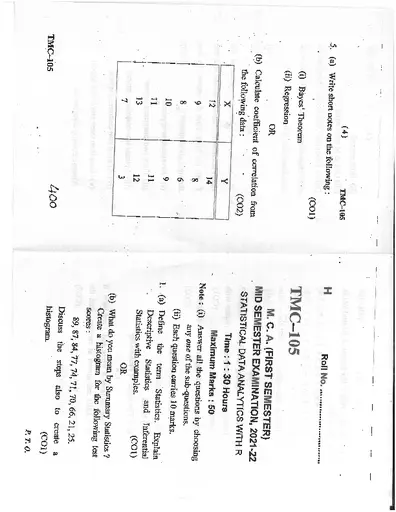 (4) TMC-105
5. (a) Write short notes on the following :
(i) Bayes' Theorem (CO1)
(ii) Regression
OR
(b) Calculate coefficient of correlation from
the following data : (CO2)
X Y
12 14
9 8
8 6
10 9
11 11
13 12
7 3
TMC-105 400
H Roll No. ........................
TMC-105
M. C. A. (FIRST SEMESTER)
MID SEMESTER EXAMINATION, 2021-22
STATISTICAL DATA ANALYTICS WITH R
Time : 1 : 30 Hours
Maximum Marks : 50
Note : (i) Answer all the questions by choosing
any one of the sub-questions.
(ii) Each question carries 10 marks.
1. (a) Define the term Statistics. Explain
Descriptive Statistics and Inferential
Statistics with examples. (CO1)
OR
(b) What do you mean by Summary Statistics ?
Create a histogram for the following test
scores :
89, 87, 84, 77, 74, 71, 70, 66, 21, 25.
Discuss the steps also to create a
histogram. (CO1)
P. T. O.